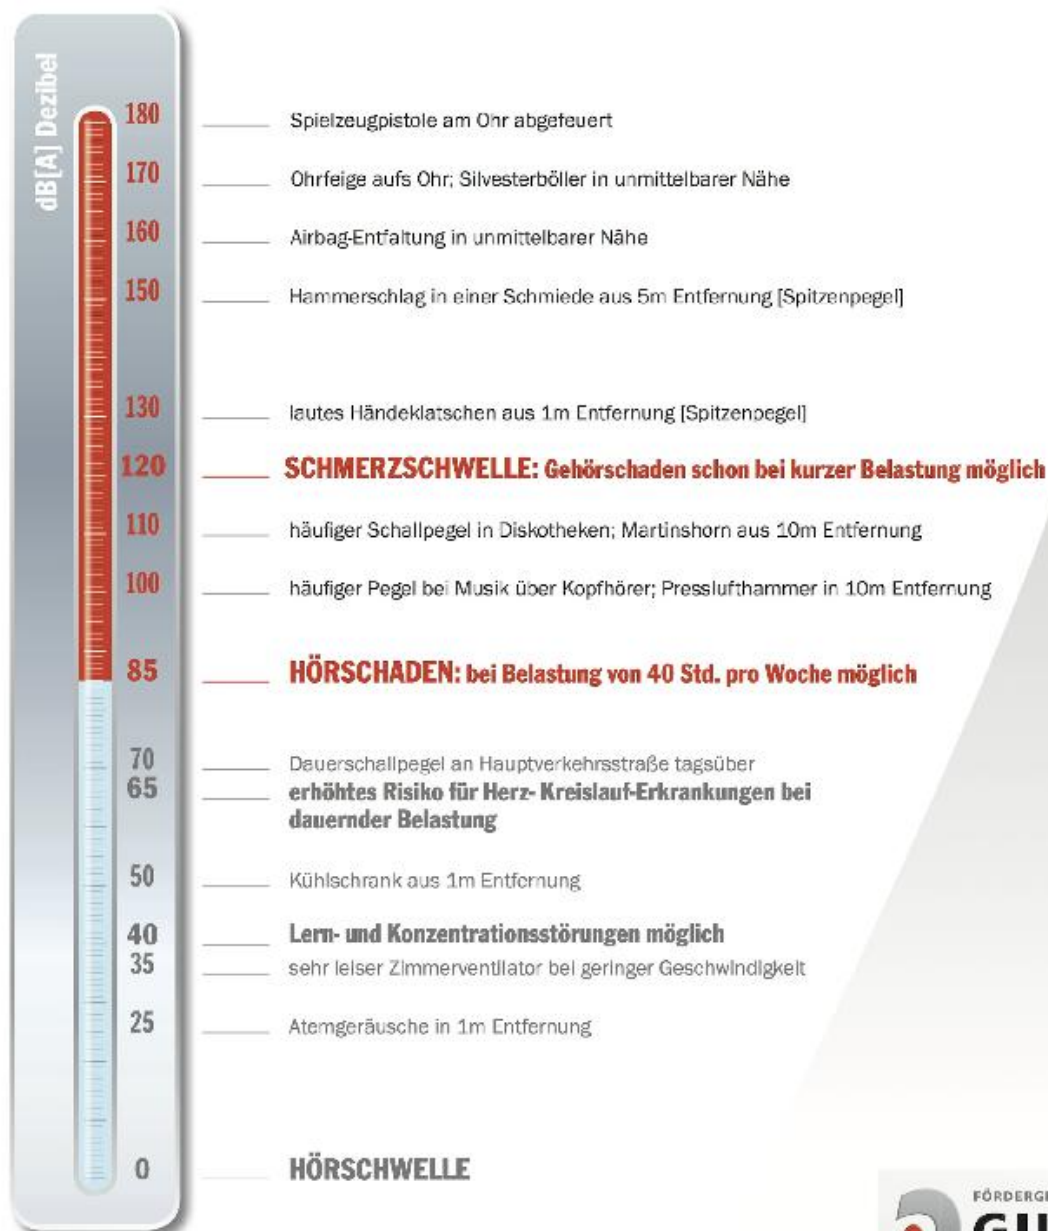 dB[A] Dezibel
180 Spielzeugpistole am Ohr abgefeuert
170 Ohrfeige aufs Ohr; Silvesterböller in unmittelbarer Nähe
160 Airbag-Entfaltung in unmittelbarer Nähe
150 Hammerschlag in einer Schmiede aus 5m Entfernung [Spitzenpegel]
130 lautes Händeklatschen aus 1m Entfernung [Spitzenpegel]
120 SCHMERZSCHWELLE: Gehörschaden schon bei kurzer Belastung möglich
110 häufiger Schallpegel in Diskotheken; Martinshorn aus 10m Entfernung
100 häufiger Pegel bei Musik über Kopfhörer; Presslufthammer in 10m Entfernung
85 HÖRSCHADEN: bei Belastung von 40 Std. pro Woche möglich
70 Dauerschallpegel an Hauptverkehrsstraße tagsüber
65 erhöhtes Risiko für Herz- Kreislauf-Erkrankungen bei
dauernder Belastung
50 Kühlschrank aus 1m Entfernung
40 Lern- und Konzentrationsstörungen möglich
35 sehr leiser Zimmerventilator bei geringer Geschwindigkeit
25 Atemgeräusche in 1m Entfernung
0 HÖRSCHWELLE